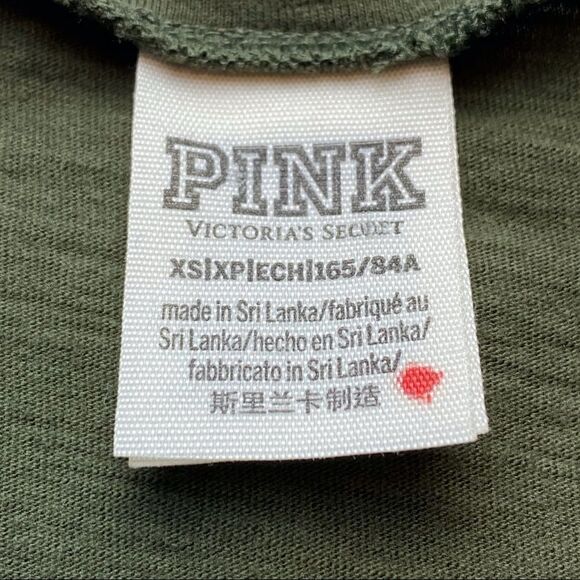 PINK
VICTORIA'S SECRET
XS|XP|ECH|165/84A
made in Sri Lanka/fabriqué au
Sri Lanka/hecho en Sri Lanka/
fabbricato in Sri Lanka/
斯里兰卡制造